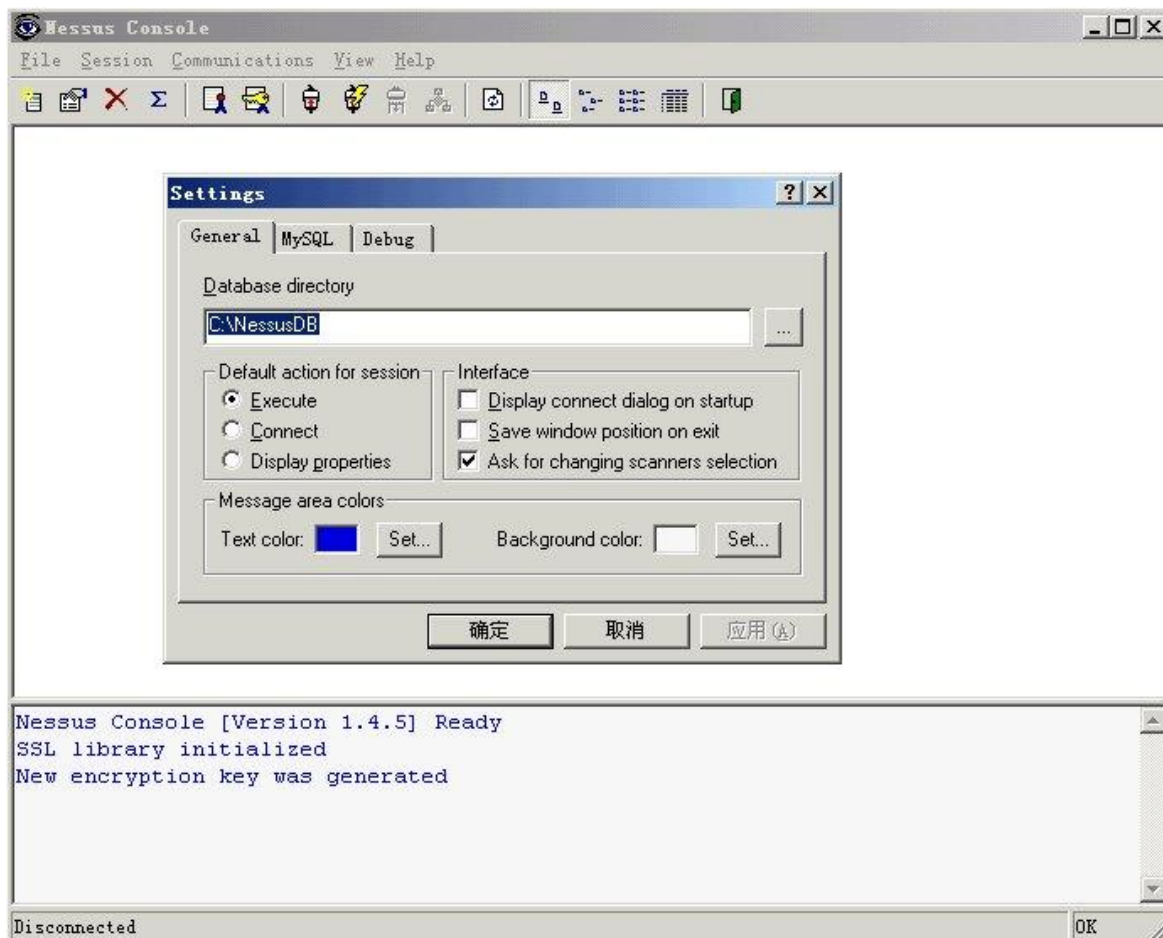 Nessus Console
File Session Communications View Help
Settings
General MySQL Debug
Database directory
C:\NessusDB
...
Default action for session
Execute
Connect
Display properties
Interface
Display connect dialog on startup
Save window position on exit
Ask for changing scanners selection
Message area colors
Text color: Set... Background color: Set...
确定 取消 应用(A)
Nessus Console [Version 1.4.5] Ready
SSL library initialized
New encryption key was generated
Disconnected OK